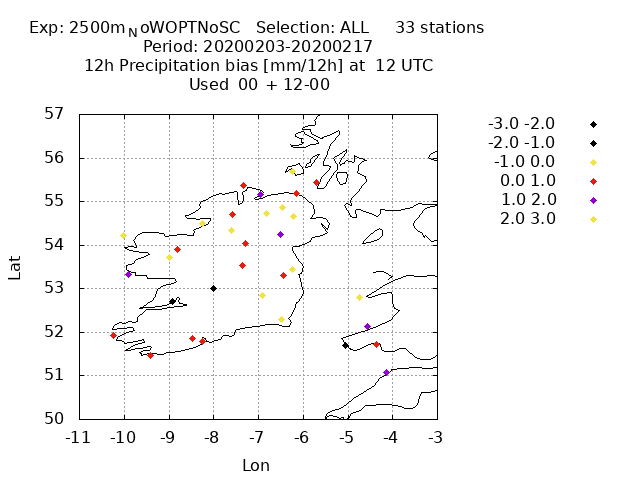 Exp: 2500m_NoWOPTNoSC Selection: ALL 33 stations
Period: 20200203-20200217
12h Precipitation bias [mm/12h] at 12 UTC
Used 00 + 12-00
57
56
55
54
53
52
51
50
-11 -10 -9 -8 -7 -6 -5 -4 -3
Lat
Lon
-3.0 -2.0
-2.0 -1.0
-1.0 0.0
0.0 1.0
1.0 2.0
2.0 3.0